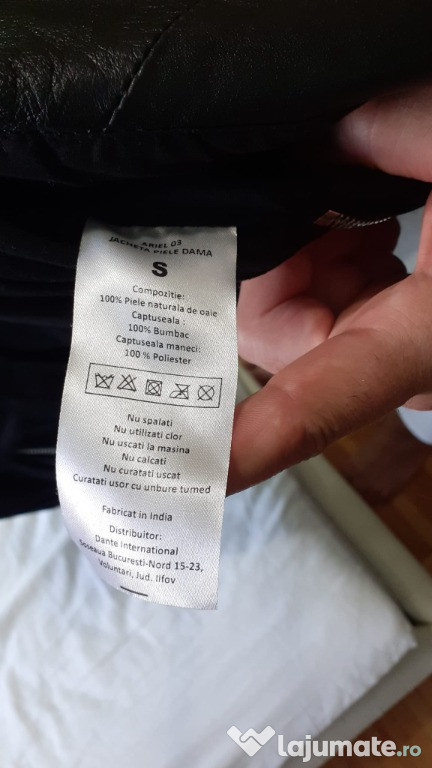 ARIEL 03
JACHETA PIELE DAMA
S
Compozitie:
100% Piele naturala de oaie
Captuseala :
100% Bumbac
Captuseala maneci:
100 % Poliester
Nu spalati
Nu utilizati clor
Nu uscati la masina
Nu calcati
Nu curatati uscat
Curatati usor cu unbure tumed
Fabricat in India
Distribuitor:
Dante International
Soseaua Bucuresti-Nord 15-23,
Voluntari, Jud. Ilfov
lajumate.ro